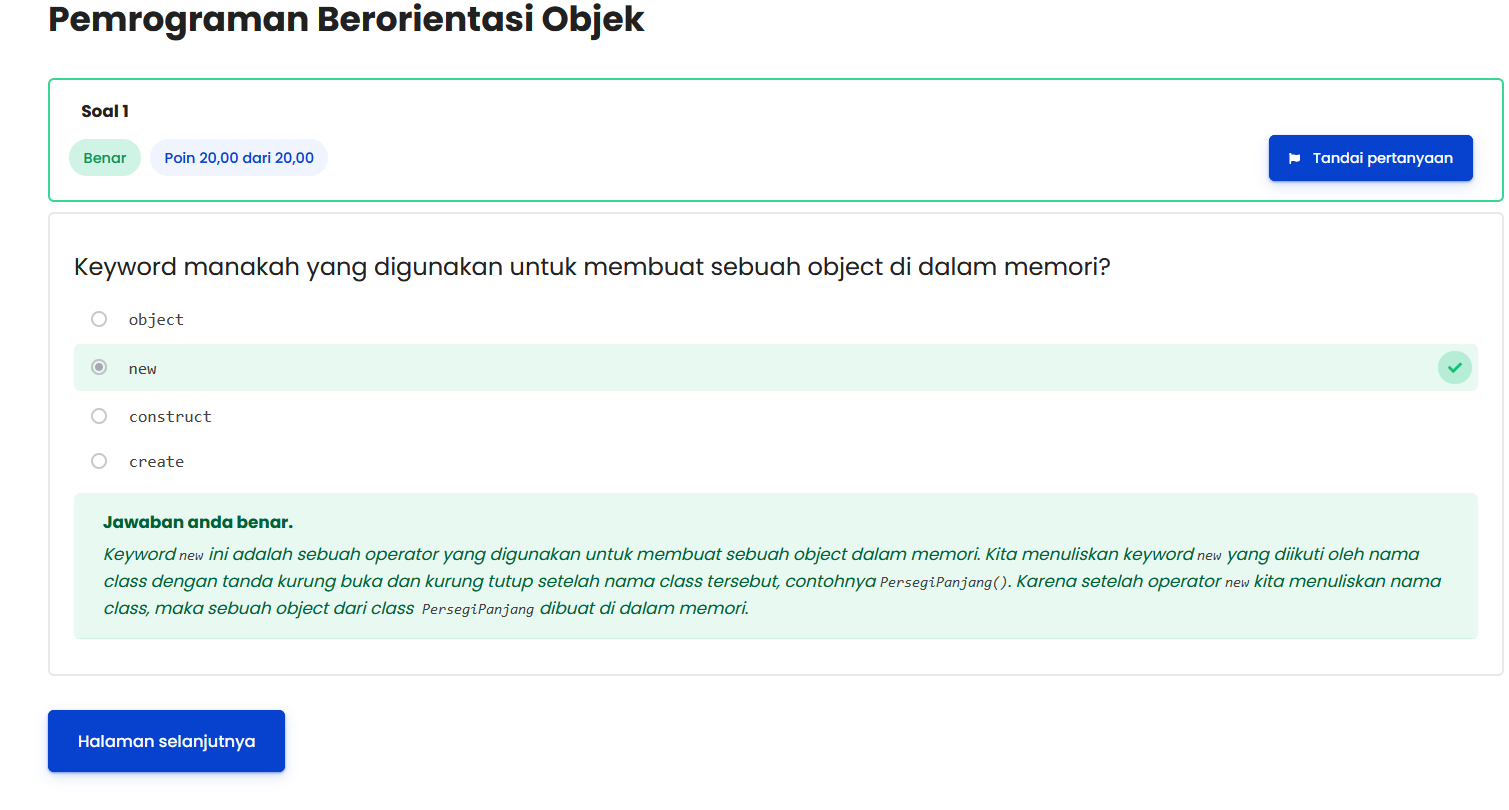 Pemrograman Berorientasi Objek
Soal 1
Benar
Poin 20,00 dari 20,00
Tandai pertanyaan
Keyword manakah yang digunakan untuk membuat sebuah object di dalam memori?
object
new
construct
create
Jawaban anda benar.
Keyword new ini adalah sebuah operator yang digunakan untuk membuat sebuah object dalam memori. Kita menuliskan keyword new yang diikuti oleh nama
class dengan tanda kurung buka dan kurung tutup setelah nama class tersebut, contohnya PersegiPanjang(). Karena setelah operator new kita menuliskan nama
class, maka sebuah object dari class PersegiPanjang dibuat di dalam memori.
Halaman selanjutnya